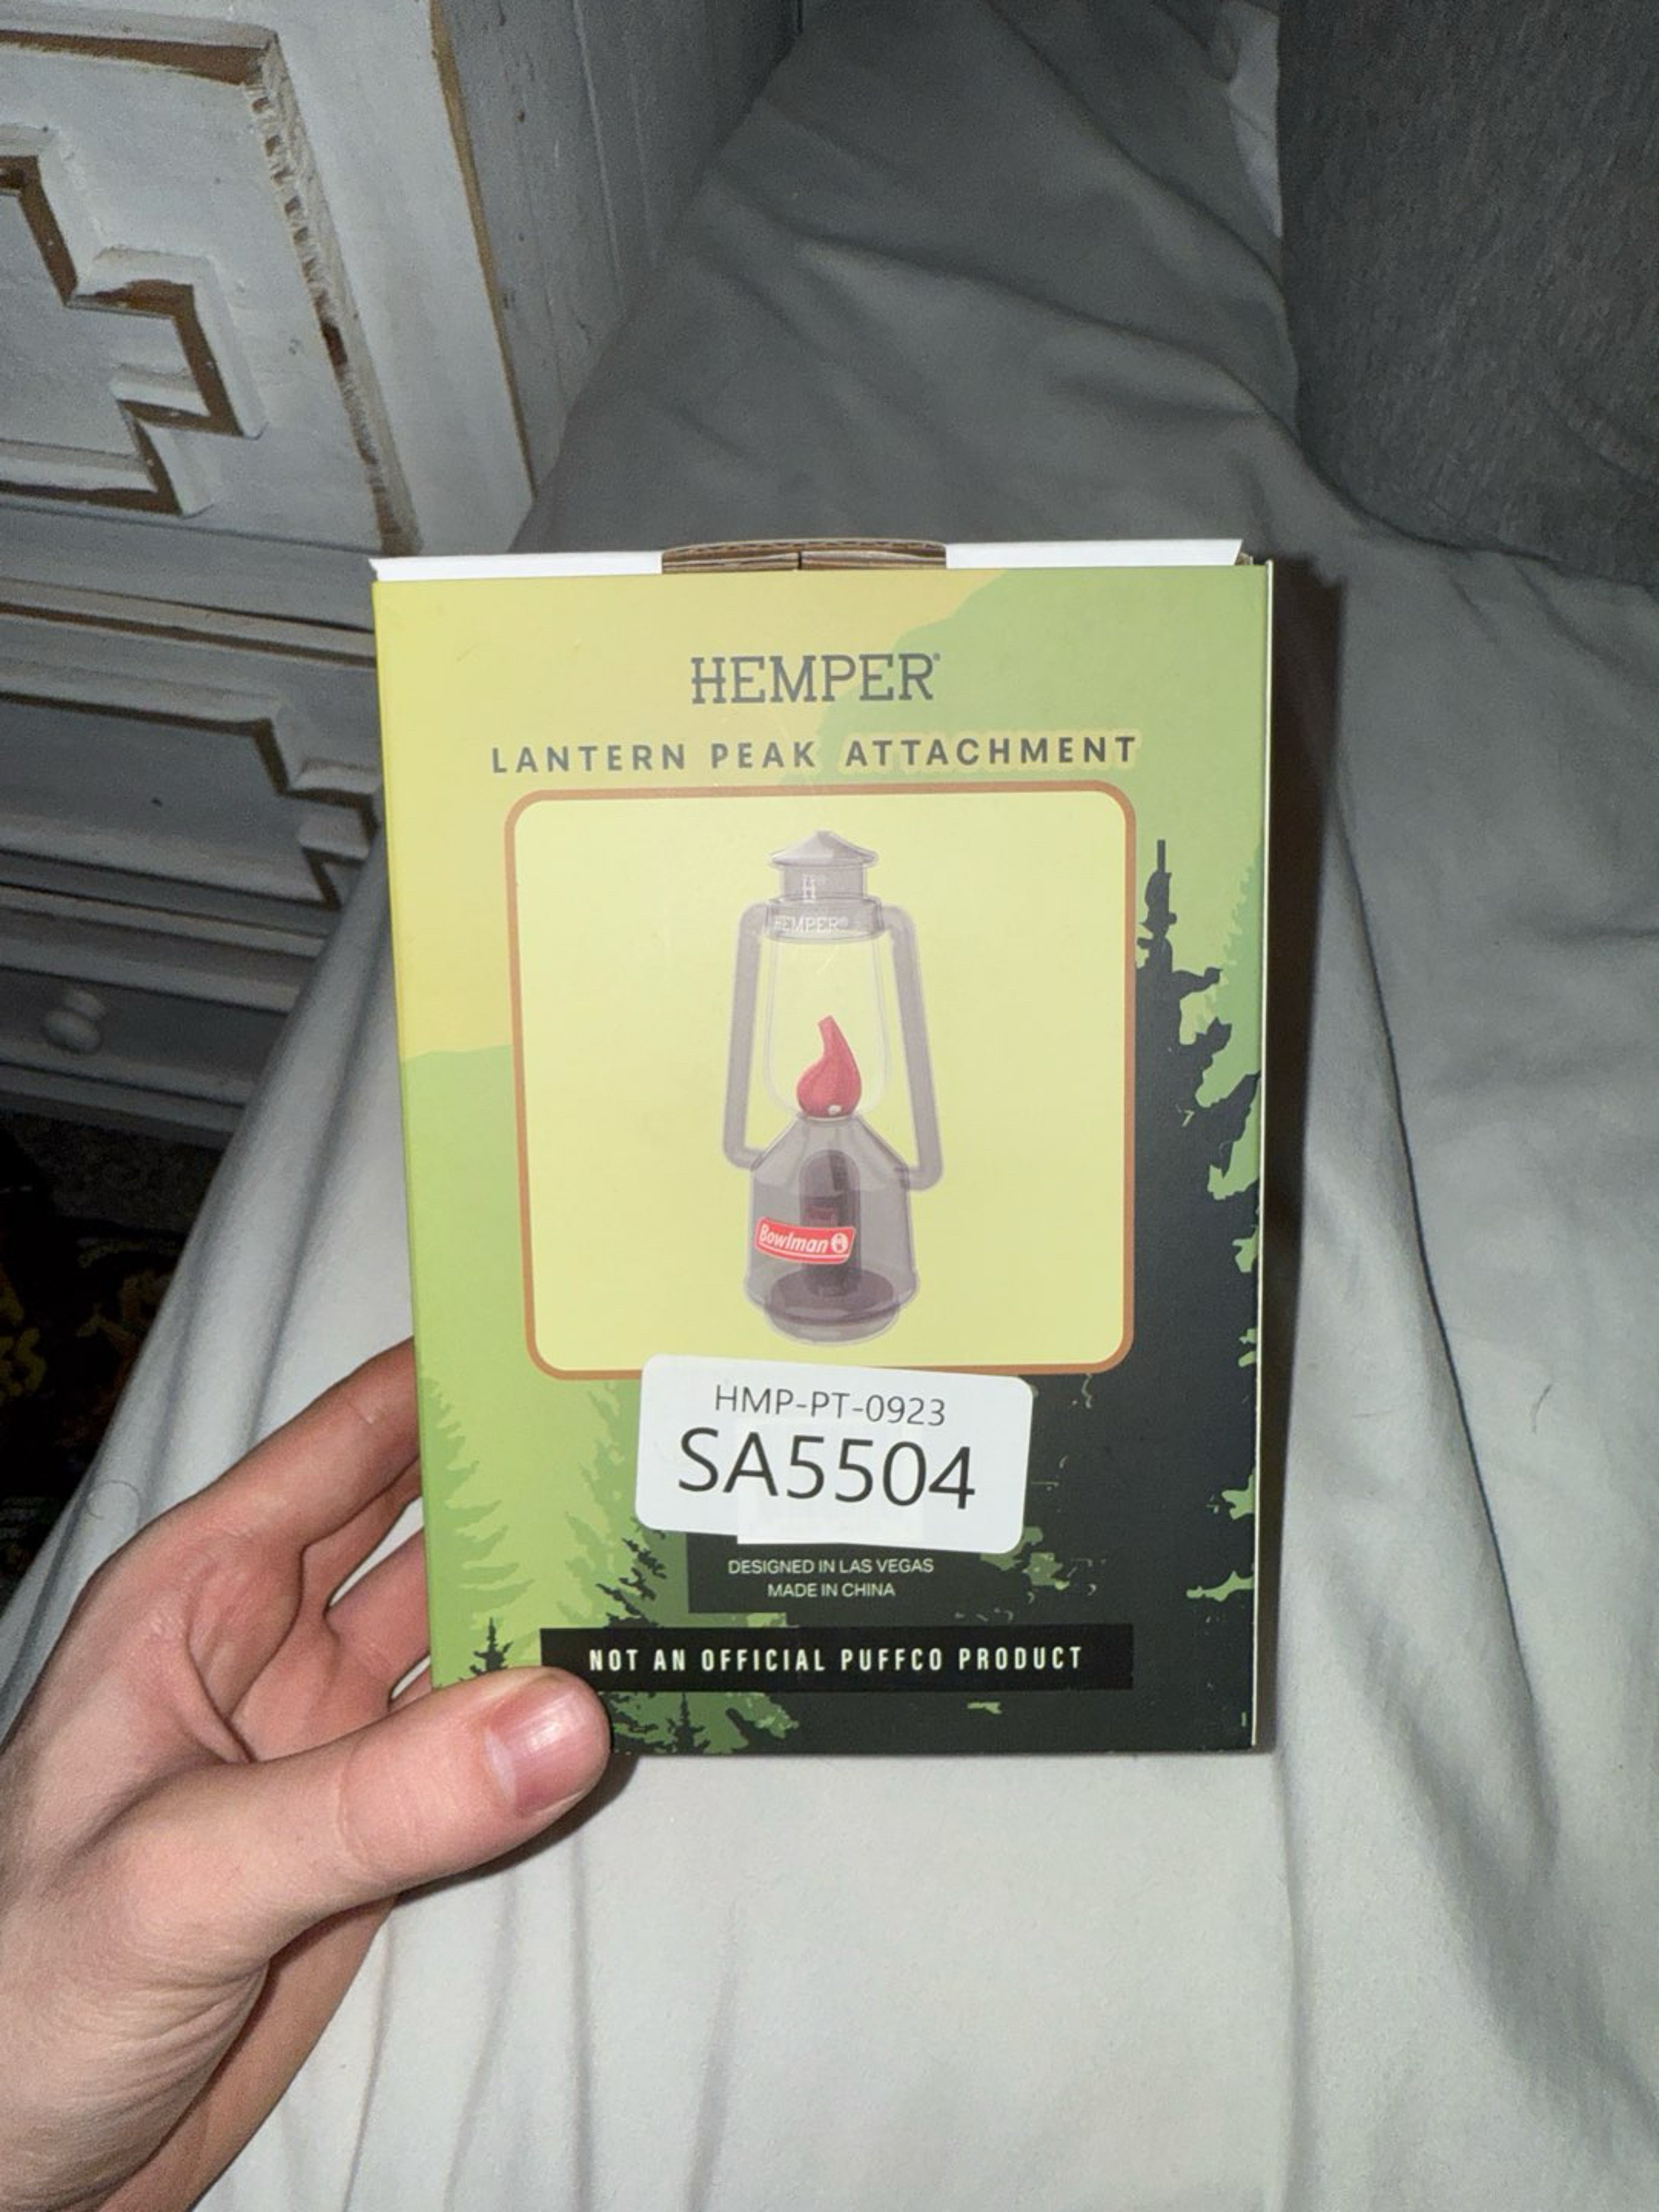 HEMPER®
LANTERN PEAK ATTACHMENT
H
HEMPER®
Bowlman
HMP-PT-0923
SA5504
DESIGNED IN LAS VEGAS
MADE IN CHINA
NOT AN OFFICIAL PUFFCO PRODUCT